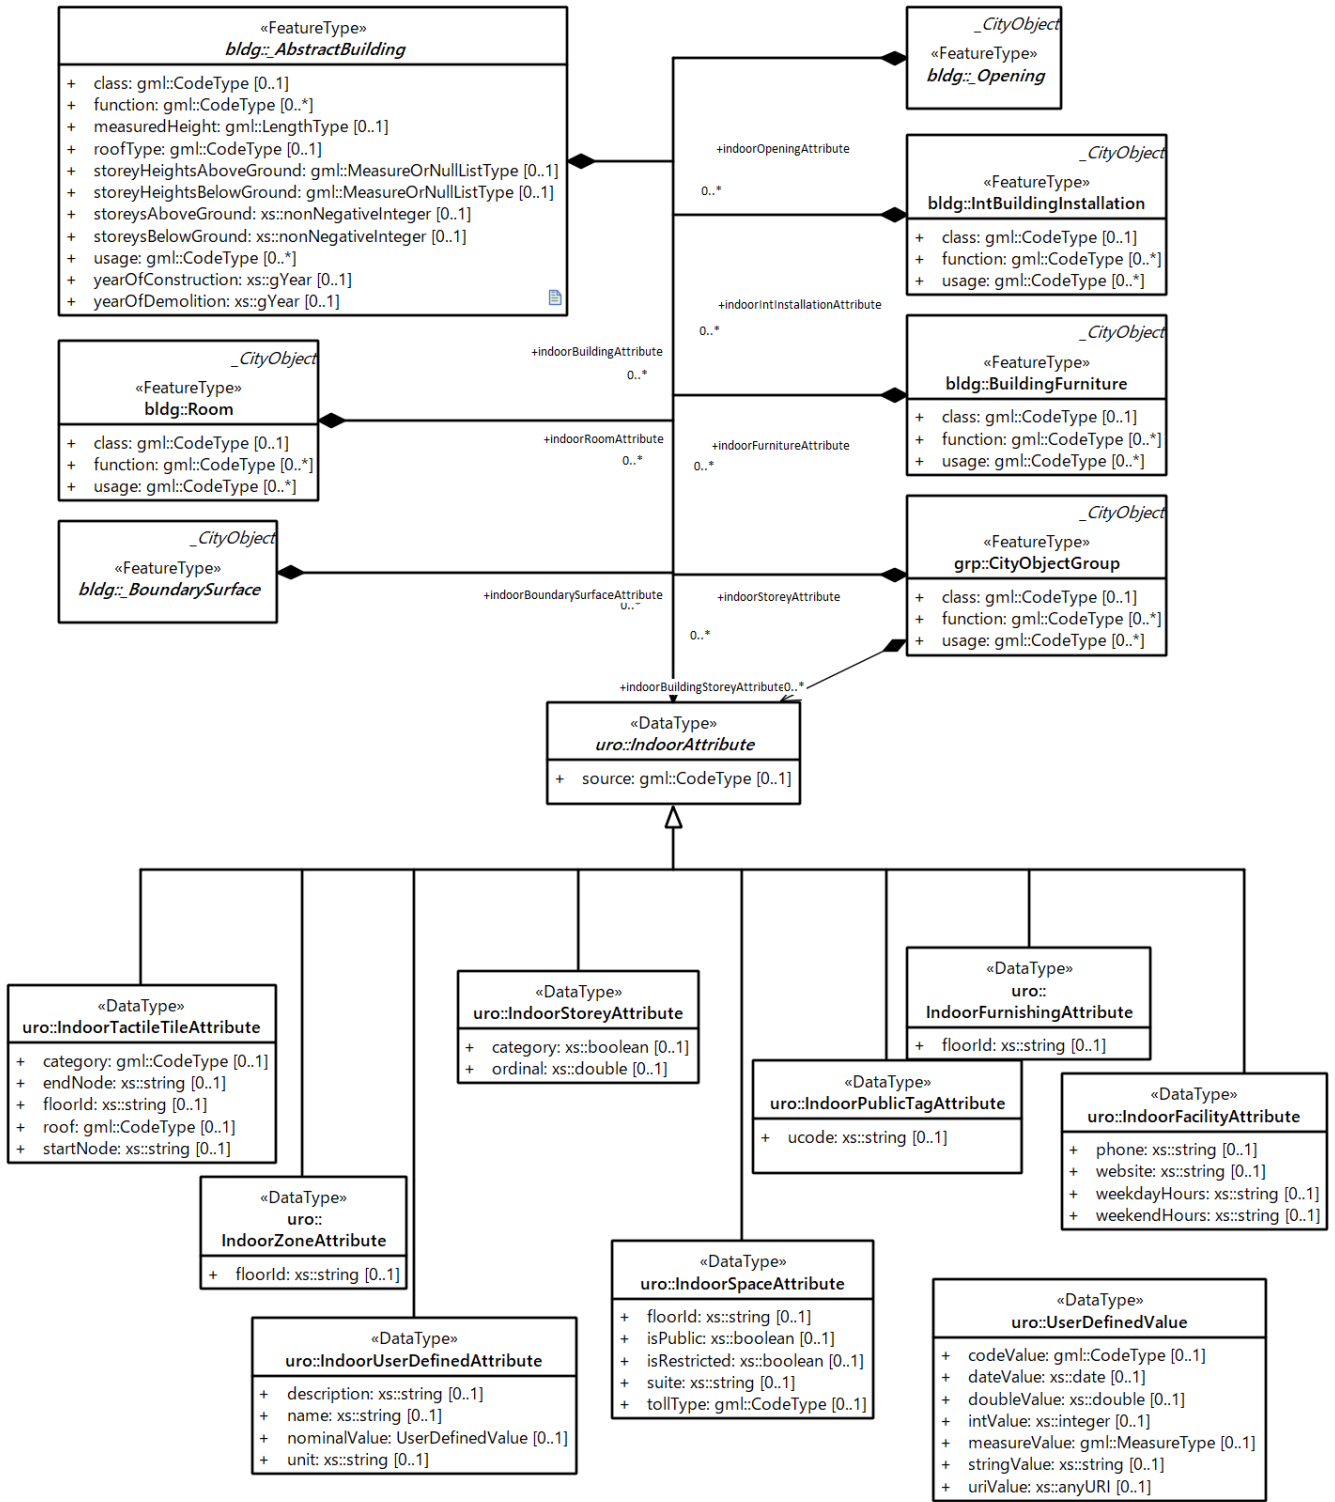 «FeatureType»
bldg::_AbstractBuilding
+ class: gml::CodeType [0..1]
+ function: gml::CodeType [0..*]
+ measuredHeight: gml::LengthType [0..1]
+ roofType: gml::CodeType [0..1]
+ storeyHeightsAboveGround: gml::MeasureOrNullListType [0..1]
+ storeyHeightsBelowGround: gml::MeasureOrNullListType [0..1]
+ storeysAboveGround: xs::nonNegativeInteger [0..1]
+ storeysBelowGround: xs::nonNegativeInteger [0..1]
+ usage: gml::CodeType [0..*]
+ yearOfConstruction: xs::gYear [0..1]
+ yearOfDemolition: xs::gYear [0..1]
_CityObject
«FeatureType»
bldg::_Opening
+indoorOpeningAttribute
0..*
_CityObject
«FeatureType»
bldg::IntBuildingInstallation
+ class: gml::CodeType [0..1]
+ function: gml::CodeType [0..*]
+ usage: gml::CodeType [0..*]
+indoorIntInstallationAttribute
0..*
+indoorBuildingAttribute
0..*
_CityObject
«FeatureType»
bldg::Room
+ class: gml::CodeType [0..1]
+ function: gml::CodeType [0..*]
+ usage: gml::CodeType [0..*]
+indoorRoomAttribute
0..*
_CityObject
«FeatureType»
bldg::BuildingFurniture
+ class: gml::CodeType [0..1]
+ function: gml::CodeType [0..*]
+ usage: gml::CodeType [0..*]
+indoorFurnitureAttribute
0..*
_CityObject
«FeatureType»
bldg::_BoundarySurface
+indoorBoundarySurfaceAttribute
0..*
_CityObject
«FeatureType»
grp::CityObjectGroup
+ class: gml::CodeType [0..1]
+ function: gml::CodeType [0..*]
+ usage: gml::CodeType [0..*]
+indoorStoreyAttribute
0..*
+indoorBuildingStoreyAttribute
0..*
«DataType»
uro::IndoorAttribute
+ source: gml::CodeType [0..1]
«DataType»
uro::IndoorTactileTileAttribute
+ category: gml::CodeType [0..1]
+ endNode: xs::string [0..1]
+ floorId: xs::string [0..1]
+ roof: gml::CodeType [0..1]
+ startNode: xs::string [0..1]
«DataType»
uro::IndoorStoreyAttribute
+ category: xs::boolean [0..1]
+ ordinal: xs::double [0..1]
«DataType»
uro::
IndoorFurnishingAttribute
+ floorId: xs::string [0..1]
«DataType»
uro::IndoorPublicTagAttribute
+ ucode: xs::string [0..1]
«DataType»
uro::IndoorFacilityAttribute
+ phone: xs::string [0..1]
+ website: xs::string [0..1]
+ weekdayHours: xs::string [0..1]
+ weekendHours: xs::string [0..1]
«DataType»
uro::
IndoorZoneAttribute
+ floorId: xs::string [0..1]
«DataType»
uro::IndoorSpaceAttribute
+ floorId: xs::string [0..1]
+ isPublic: xs::boolean [0..1]
+ isRestricted: xs::boolean [0..1]
+ suite: xs::string [0..1]
+ tollType: gml::CodeType [0..1]
«DataType»
uro::IndoorUserDefinedAttribute
+ description: xs::string [0..1]
+ name: xs::string [0..1]
+ nominalValue: UserDefinedValue [0..1]
+ unit: xs::string [0..1]
«DataType»
uro::UserDefinedValue
+ codeValue: gml::CodeType [0..1]
+ dateValue: xs::date [0..1]
+ doubleValue: xs::double [0..1]
+ intValue: xs::integer [0..1]
+ measureValue: gml::MeasureType [0..1]
+ stringValue: xs::string [0..1]
+ uriValue: xs::anyURI [0..1]